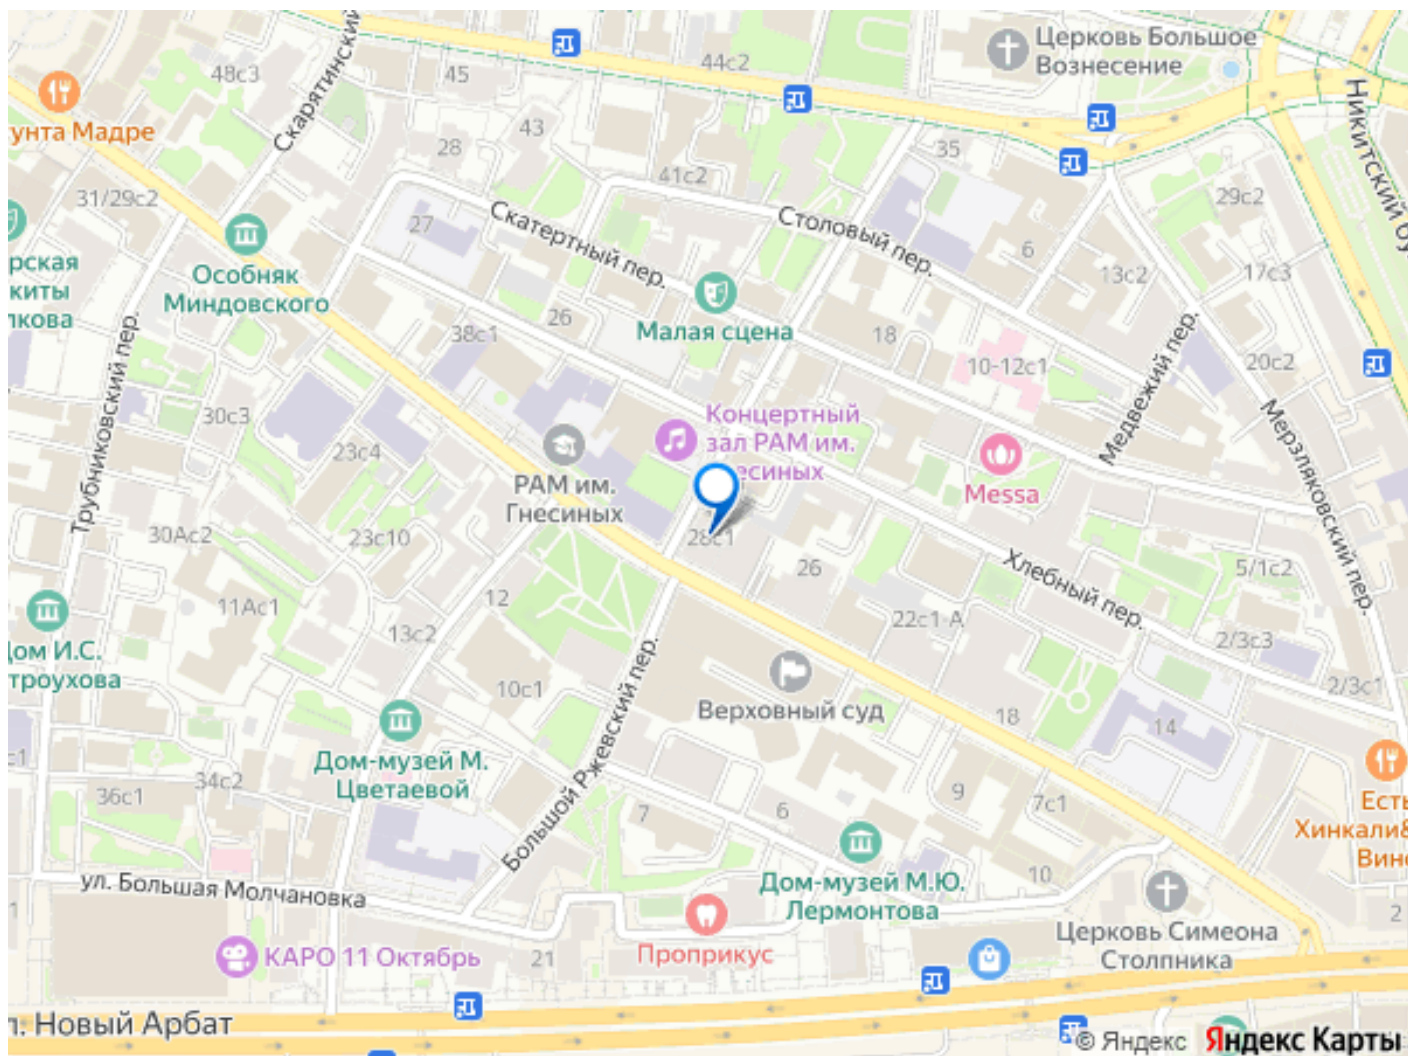 Церковь Большое
Вознесение
44с2
45
48с3
Скарятинский
унта Мадре
43
28
35
41с2
Никитский бу
31/29с2
29с2
27
Скатертный пер.
Столовый пер.
6
13с2
17с3
рская
киты
лкова
Особняк
Миндовского
Малая сцена
26
38с1
18
10-12с1
20с2
Медвежий пер.
Мерзляковский пер.
Трубниковский пер.
30с3
23с4
Концертный
зал РАМ им.
есиных
РАМ им.
Гнесиных
Messa
30Ас2
23с10
28с1
26
Хлебный пер.
5/1с2
11Ас1
12
13с2
22с1-А
2/3с3
ом И.С.
троухова
10с1
Большой Ржевский пер.
Верховный суд
2/3с1
18
14
Дом-музей М.
Цветаевой
с1
34с2
36с1
7
6
9
7с1
Есть
Хинкали&
Вино
ул. Большая Молчановка
Дом-музей М.Ю.
Лермонтова
10
2
Проприкус
Церковь Симеона
Столпника
КАРО 11 Октябрь
21
л. Новый Арбат
© Яндекс Яндекс Карты